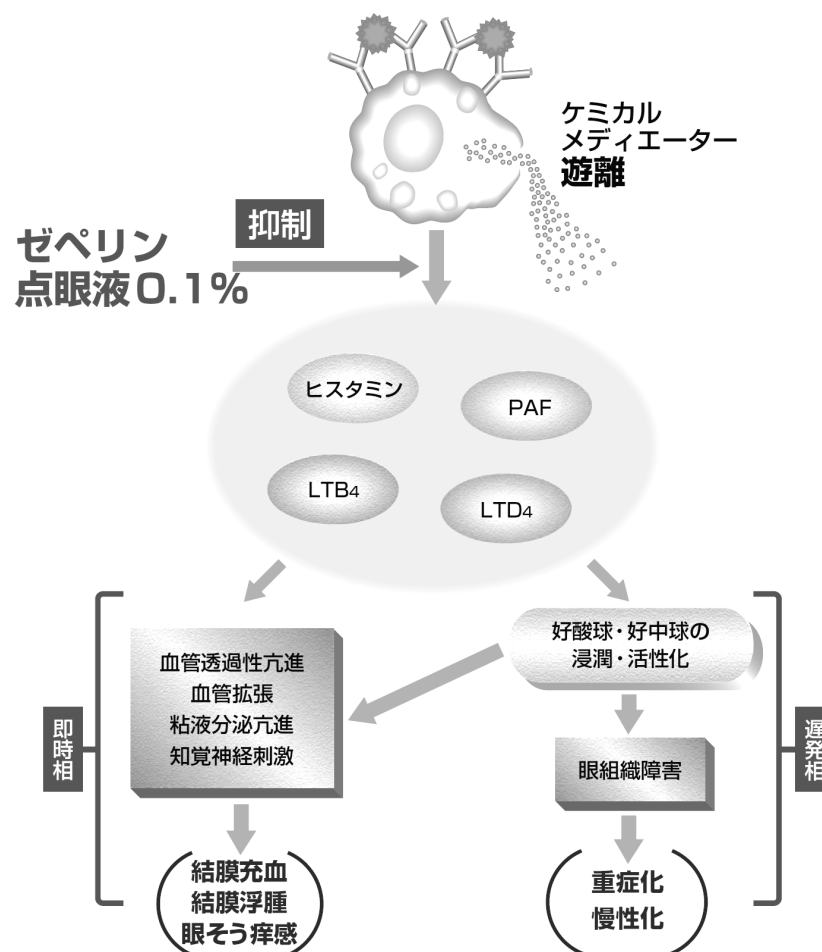 ケミカル
メディエーター
遊離
抑制
ゼペリン
点眼液0.1%
ヒスタミン
PAF
LTB4
LTD4
血管透過性亢進
血管拡張
粘液分泌亢進
知覚神経刺激
好酸球・好中球の
浸潤・活性化
即時相
遅発相
眼組織障害
結膜充血
結膜浮腫
眼そう痒感
重症化
慢性化